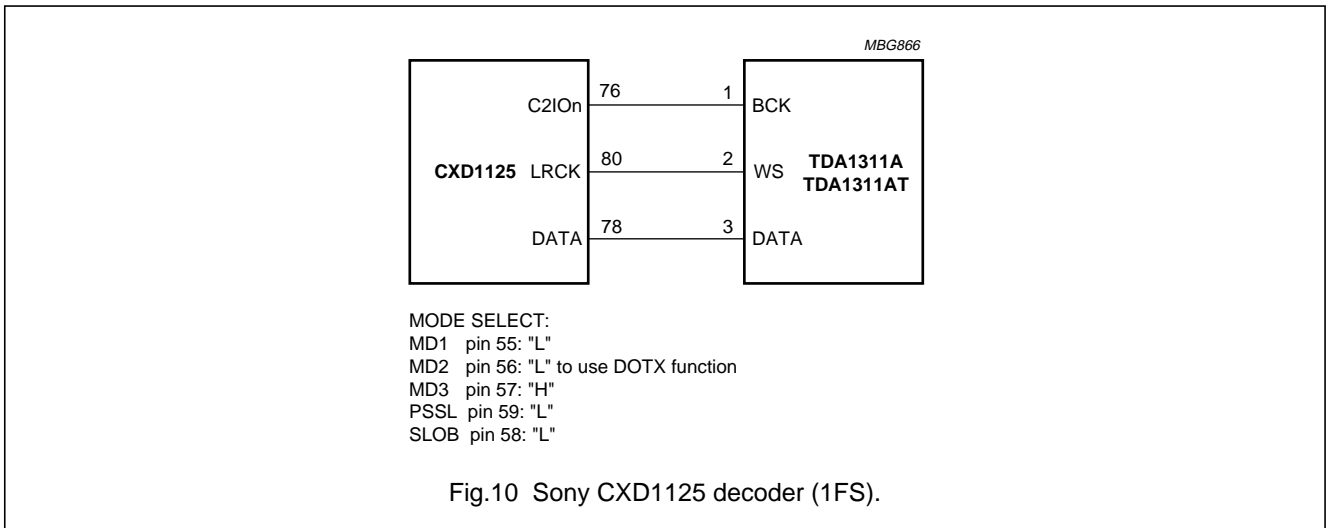 MBG866
C2IOn 76 1 BCK
CXD1125 LRCK 80 2 WS TDA1311A
TDA1311AT
DATA 78 3 DATA
MODE SELECT:
MD1 pin 55: "L"
MD2 pin 56: "L" to use DOTX function
MD3 pin 57: "H"
PSSL pin 59: "L"
SLOB pin 58: "L"
Fig.10 Sony CXD1125 decoder (1FS).